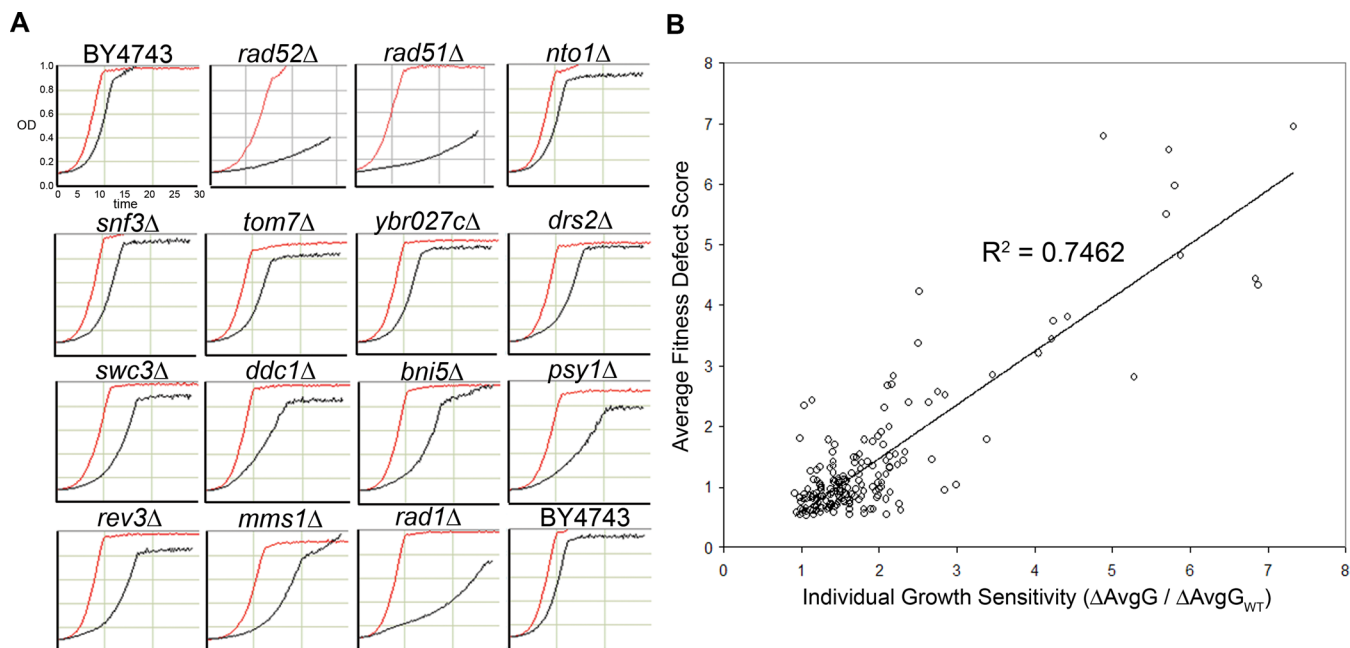 A
B
BY4743 rad52Δ rad51Δ nto1Δ
1.0
0.8
0.6
OD
0.4
0.2
0.0
0 5 10 15 20 25 30
time
snf3Δ tom7Δ ybr027cΔ drs2Δ
swc3Δ ddc1Δ bni5Δ psy1Δ
rev3Δ mms1Δ rad1Δ BY4743
Average Fitness Defect Score
8
7
6
5
4
3
2
1
0
R² = 0.7462
0 1 2 3 4 5 6 7 8
Individual Growth Sensitivity (ΔAvgG / ΔAvgG_WT)